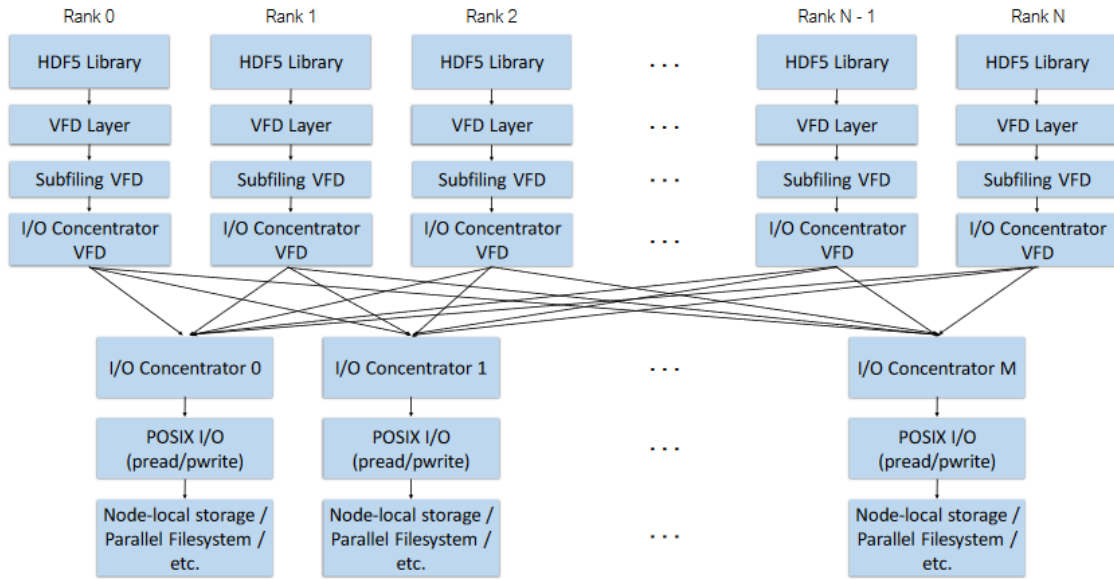 Rank 0 Rank 1 Rank 2 Rank N - 1 Rank N
HDF5 Library HDF5 Library HDF5 Library . . . HDF5 Library HDF5 Library
VFD Layer VFD Layer VFD Layer . . . VFD Layer VFD Layer
Subfiling VFD Subfiling VFD Subfiling VFD . . . Subfiling VFD Subfiling VFD
I/O Concentrator I/O Concentrator I/O Concentrator . . . I/O Concentrator I/O Concentrator
VFD VFD VFD VFD VFD
I/O Concentrator 0 I/O Concentrator 1 . . . I/O Concentrator M
POSIX I/O POSIX I/O . . . POSIX I/O
(pread/pwrite) (pread/pwrite) (pread/pwrite)
Node-local storage / Node-local storage / Node-local storage /
Parallel Filesystem / Parallel Filesystem / . . . Parallel Filesystem /
etc. etc. etc.